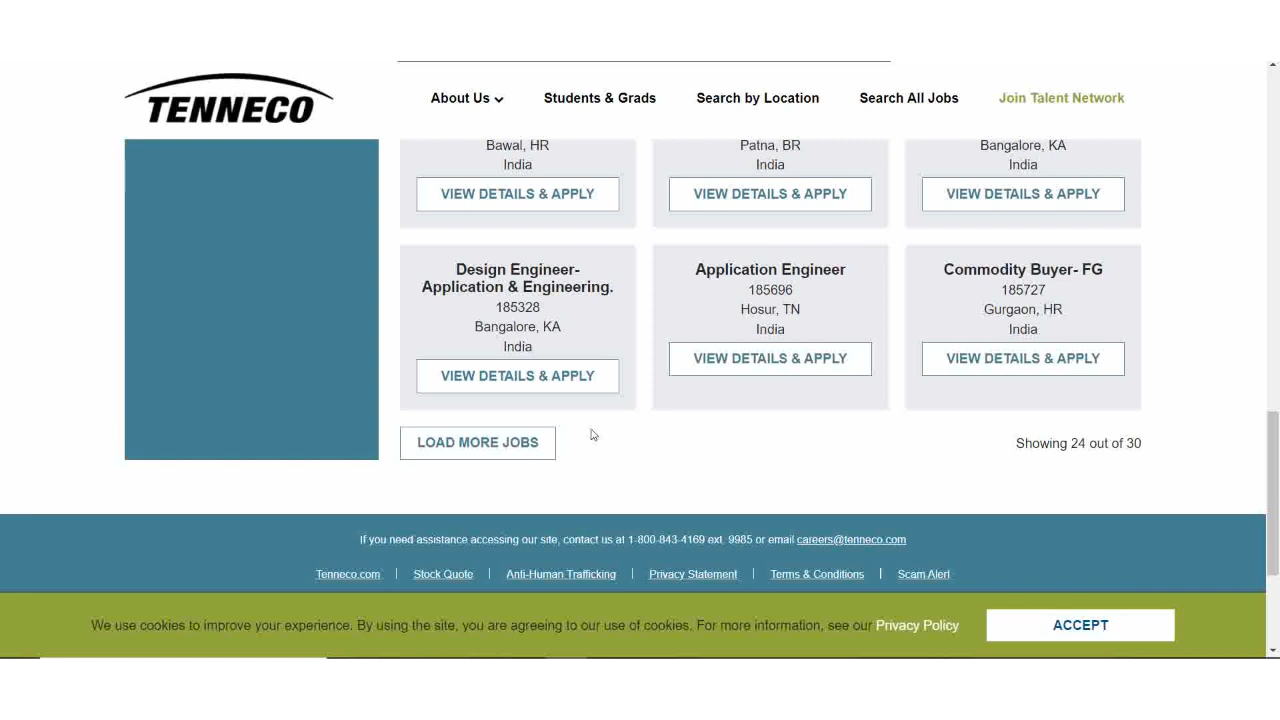 TENNECO
About Us
Students & Grads
Search by Location
Search All Jobs
Join Talent Network
Bawal, HR
India
VIEW DETAILS & APPLY
Patna, BR
India
VIEW DETAILS & APPLY
Bangalore, KA
India
VIEW DETAILS & APPLY
Design Engineer-
Application & Engineering.
185328
Bangalore, KA
India
VIEW DETAILS & APPLY
Application Engineer
185696
Hosur, TN
India
VIEW DETAILS & APPLY
Commodity Buyer- FG
185727
Gurgaon, HR
India
VIEW DETAILS & APPLY
LOAD MORE JOBS
Showing 24 out of 30
If you need assistance accessing our site, contact us at 1-800-843-4169 ext. 9985 or email careers@tenneco.com
Tenneco.com | Stock Quote | Anti-Human Trafficking | Privacy Statement | Terms & Conditions | Scam Alert
We use cookies to improve your experience. By using the site, you are agreeing to our use of cookies. For more information, see our Privacy Policy
ACCEPT